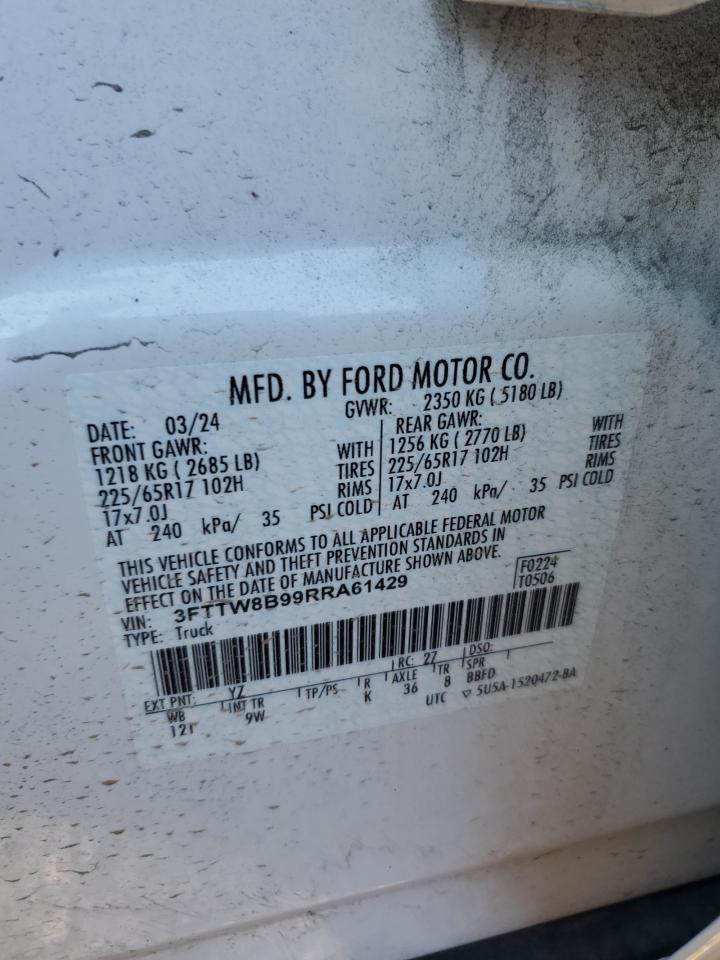 MFD. BY FORD MOTOR CO.
DATE: 03/24 GVWR: 2350 KG ( 5180 LB)
FRONT GAWR: REAR GAWR:
1218 KG ( 2685 LB) WITH 1256 KG ( 2770 LB) WITH
225/65R17 102H TIRES 225/65R17 102H TIRES
17x7.0J RIMS 17x7.0J RIMS
AT 240 kPa/ 35 PSI COLD AT 240 kPa/ 35 PSI COLD
THIS VEHICLE CONFORMS TO ALL APPLICABLE FEDERAL MOTOR
VEHICLE SAFETY AND THEFT PREVENTION STANDARDS IN
EFFECT ON THE DATE OF MANUFACTURE SHOWN ABOVE.
VIN: 3FTTW8B99RRA61429 F0224
TYPE: Truck T0506
EXT PNT: YZ RC: 27 DSO:
WB INT TR TP/PS R AXLE TR SPR
121 9W K 36 8 BBFD
UTC ▽ 5U5A-1520472-BA